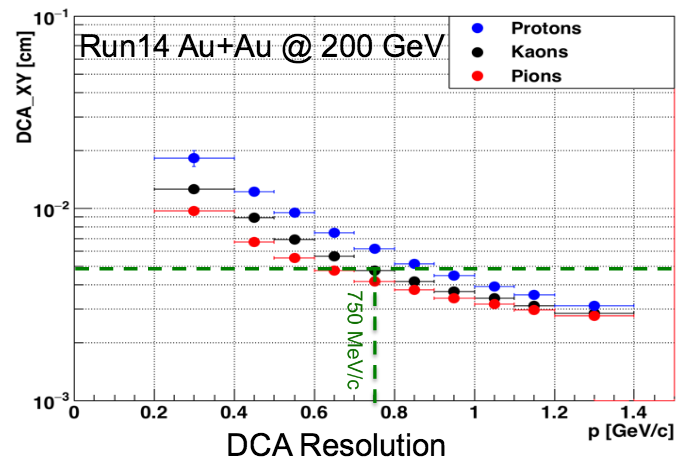 10⁻¹
Run14 Au+Au @ 200 GeV
Protons
Kaons
Pions
DCA_XY [cm]
10⁻²
750 MeV/c
10⁻³
0 0.2 0.4 0.6 0.8 1 1.2 1.4
p [GeV/c]
DCA Resolution